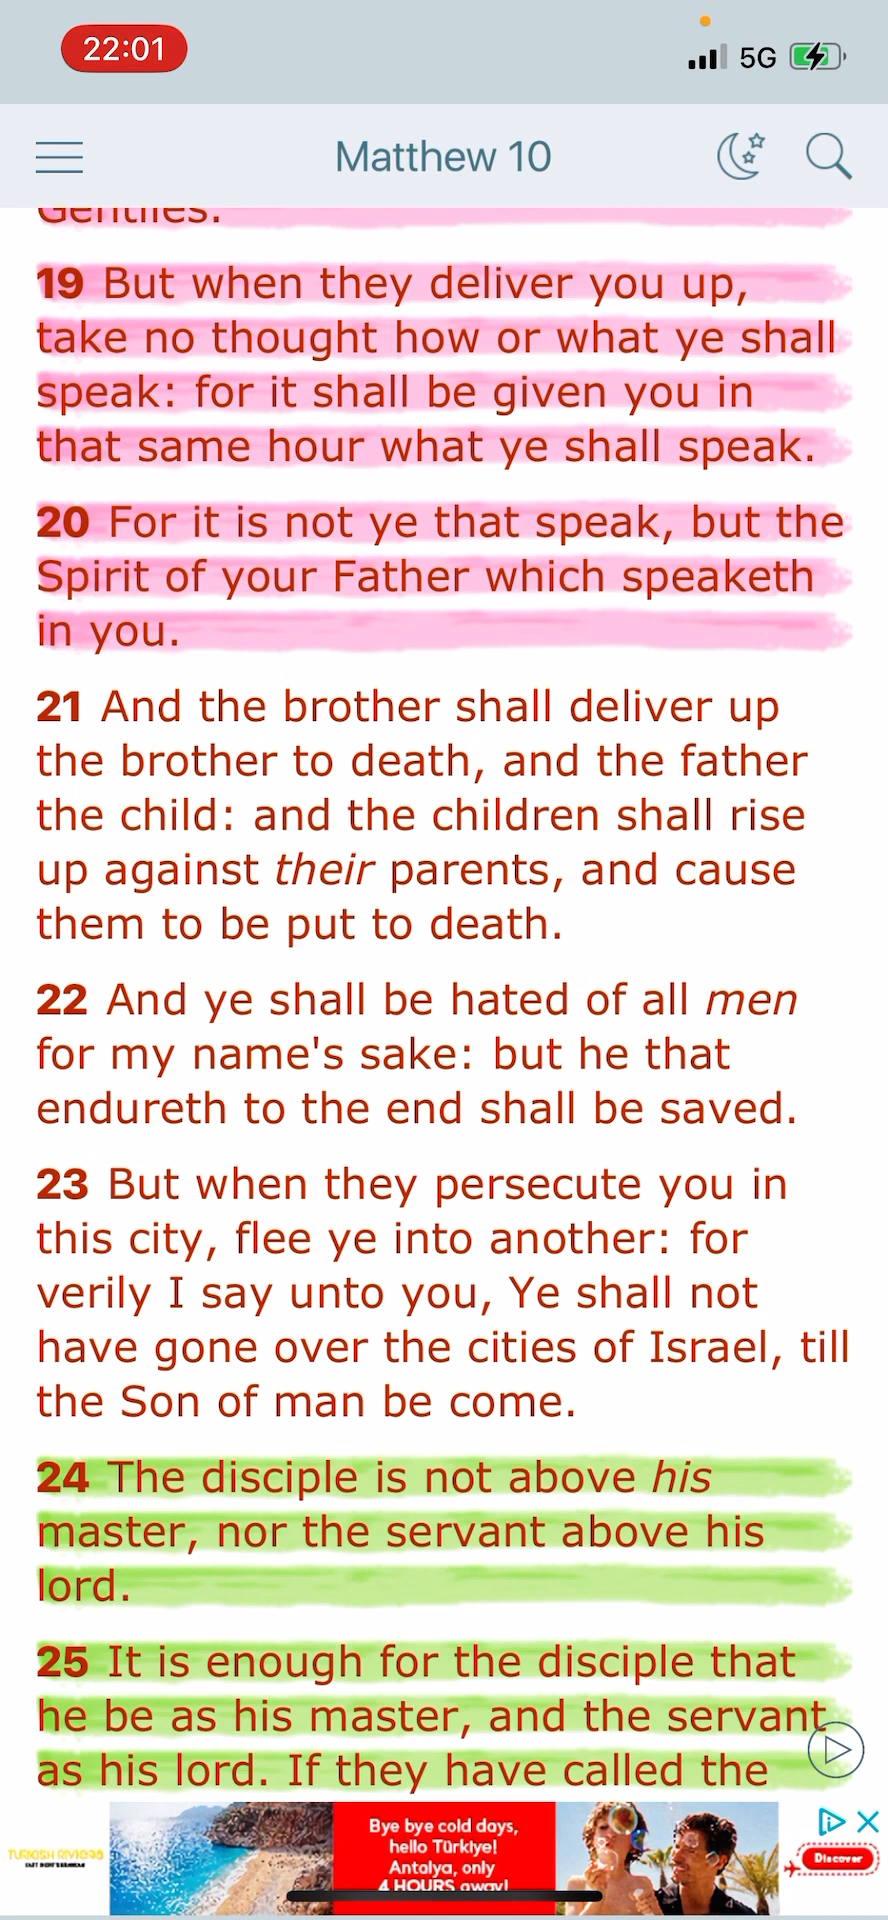 22:01
5G
Matthew 10
Gentiles.
19 But when they deliver you up,
take no thought how or what ye shall
speak: for it shall be given you in
that same hour what ye shall speak.
20 For it is not ye that speak, but the
Spirit of your Father which speaketh
in you.
21 And the brother shall deliver up
the brother to death, and the father
the child: and the children shall rise
up against their parents, and cause
them to be put to death.
22 And ye shall be hated of all men
for my name's sake: but he that
endureth to the end shall be saved.
23 But when they persecute you in
this city, flee ye into another: for
verily I say unto you, Ye shall not
have gone over the cities of Israel, till
the Son of man be come.
24 The disciple is not above his
master, nor the servant above his
lord.
25 It is enough for the disciple that
he be as his master, and the servant
as his lord. If they have called the
TURKISH RIVIERA
Bye bye cold days,
hello Türkiye!
Antalya, only
4 HOURS away!
Discover